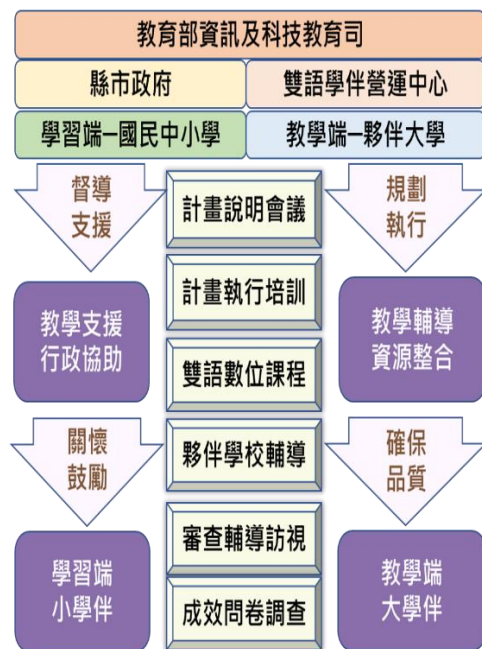 教育部資訊及科技教育司
縣市政府
雙語學伴營運中心
學習端—國民中小學
教學端—夥伴大學
督導
支援
計畫說明會議
規劃
執行
計畫執行培訓
教學支援
行政協助
教學輔導
資源整合
雙語數位課程
關懷
鼓勵
夥伴學校輔導
確保
品質
審查輔導訪視
學習端
小學伴
教學端
大學伴
成效問卷調查